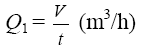 Q₁ = V/t (m³/h)